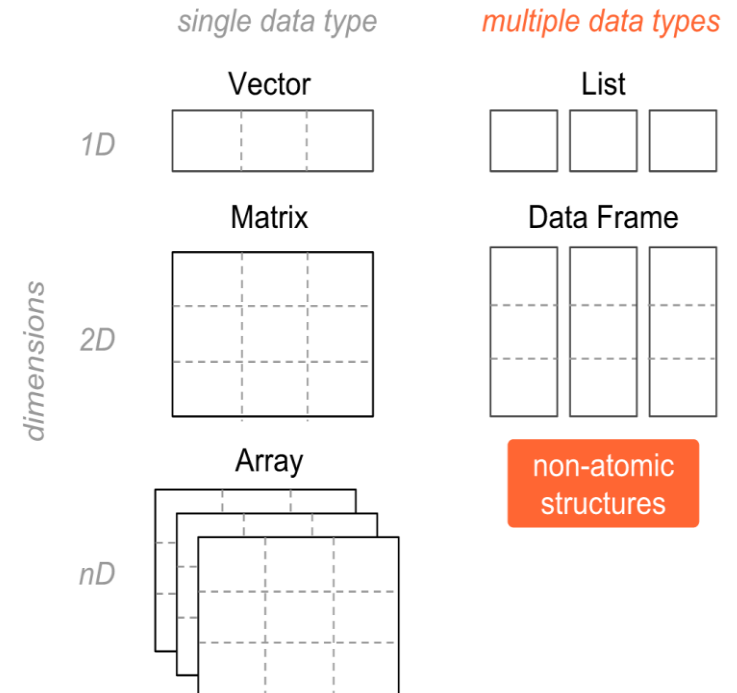 single data type
multiple data types
Vector
List
1D
Matrix
Data Frame
dimensions
2D
Array
non-atomic
structures
nD